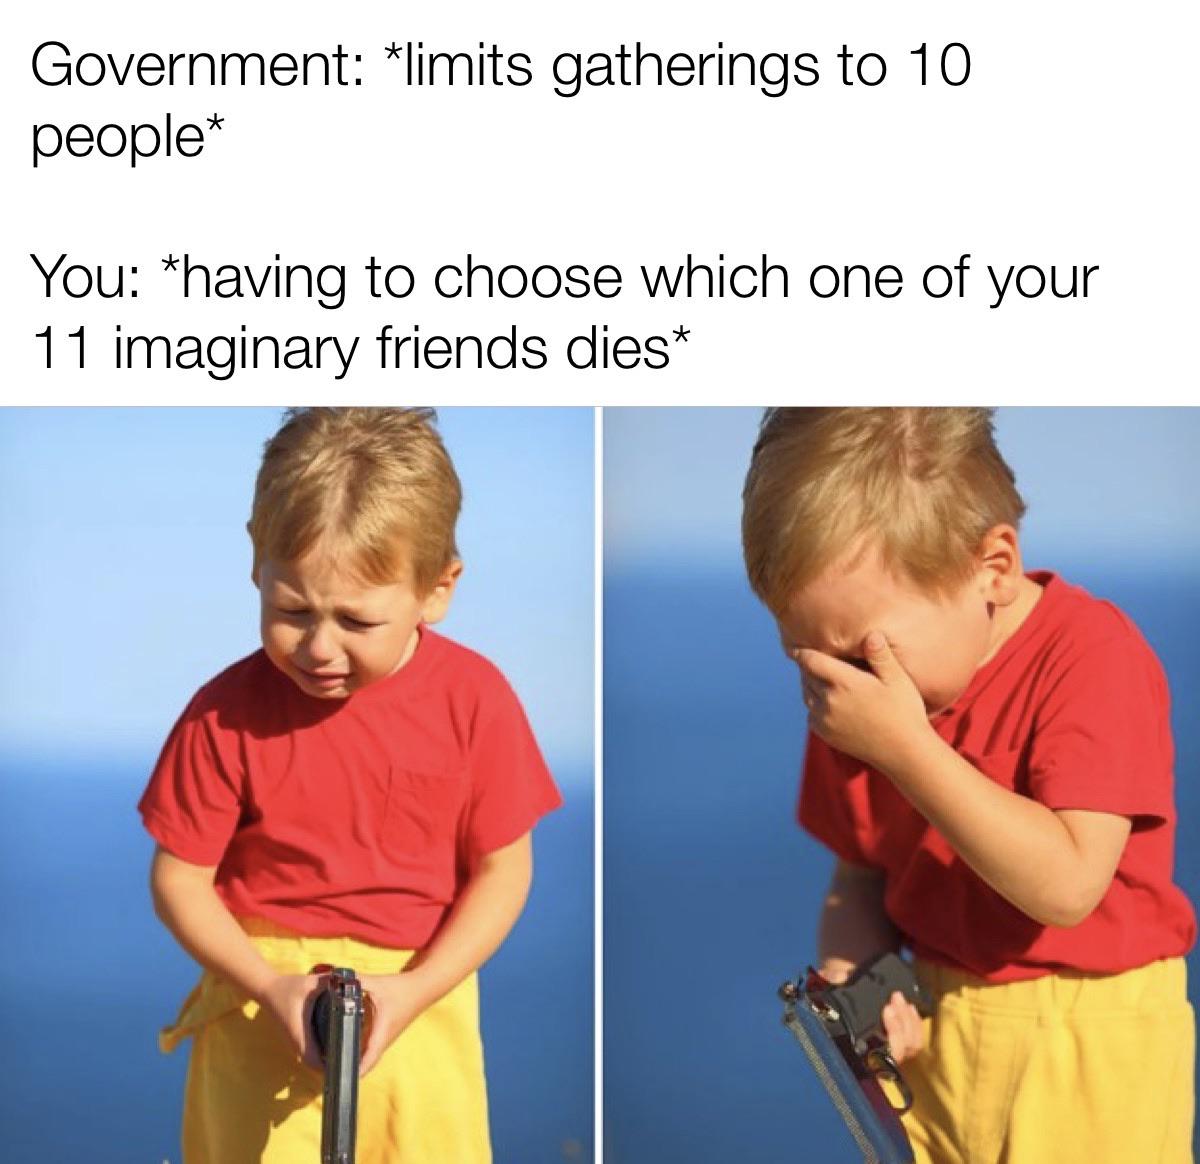 Government: *limits gatherings to 10
people*
You: *having to choose which one of your
11 imaginary friends dies*